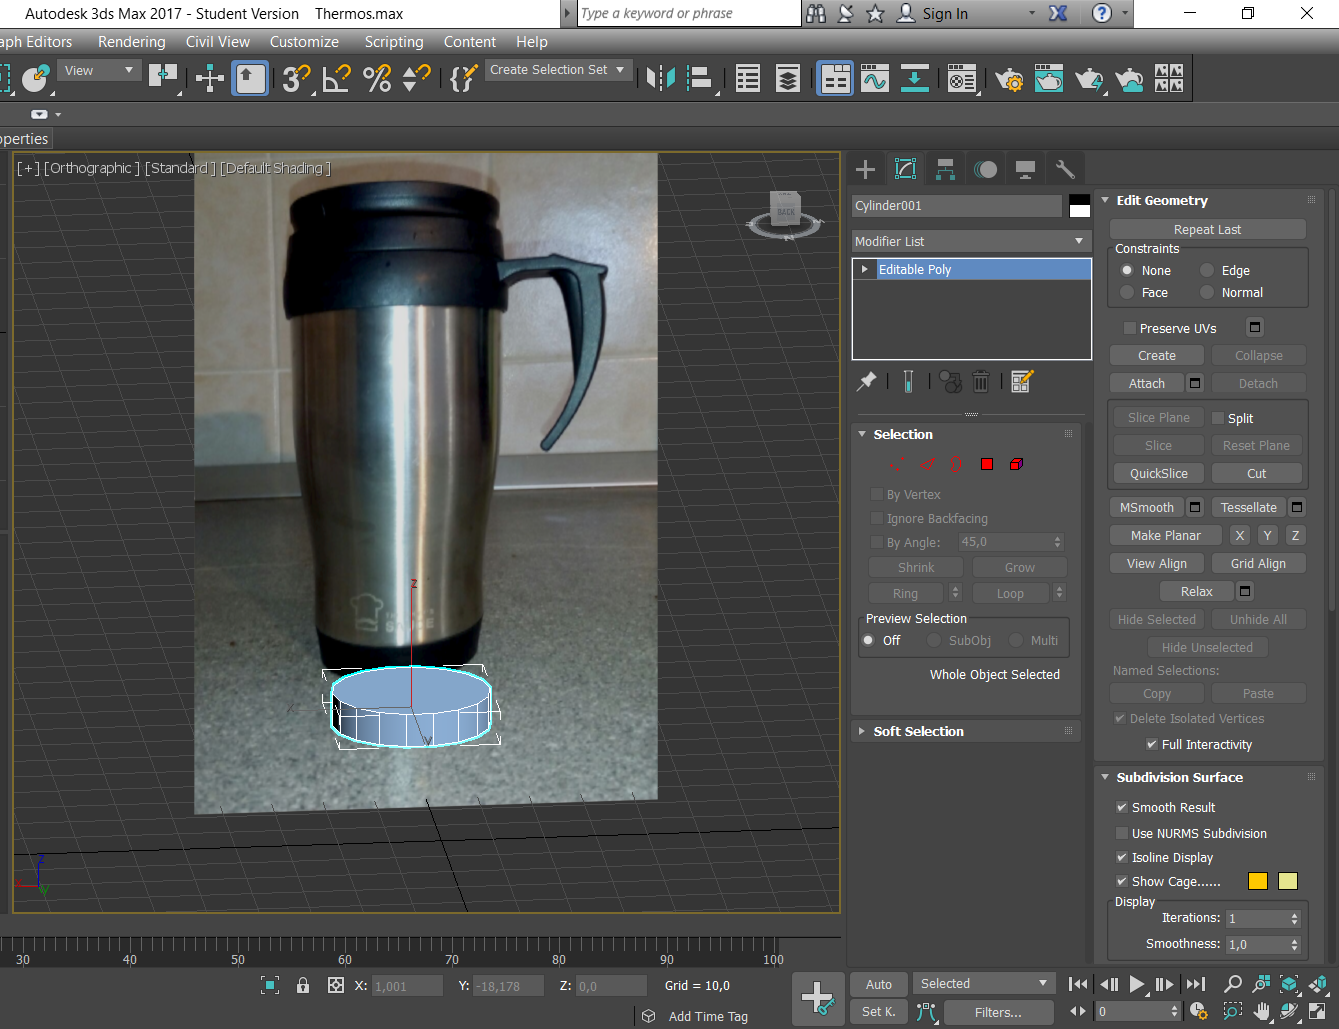 Autodesk 3ds Max 2017 - Student Version Thermos.max
Type a keyword or phrase
Sign In
?
aph Editors Rendering Civil View Customize Scripting Content Help
View
3
%
Create Selection Set
operties
[+] [Orthographic ] [Standard ] [Default Shading ]
BACK
z
x
y
z
x
y
Cylinder001
Modifier List
Editable Poly
Selection
By Vertex
Ignore Backfacing
By Angle: 45,0
Shrink Grow
Ring Loop
Preview Selection
Off SubObj Multi
Whole Object Selected
Soft Selection
Edit Geometry
Repeat Last
Constraints
None Edge
Face Normal
Preserve UVs
Create Collapse
Attach Detach
Slice Plane Split
Slice Reset Plane
QuickSlice Cut
MSmooth Tessellate
Make Planar X Y Z
View Align Grid Align
Relax
Hide Selected Unhide All
Hide Unselected
Named Selections:
Copy Paste
Delete Isolated Vertices
Full Interactivity
Subdivision Surface
Smooth Result
Use NURMS Subdivision
Isoline Display
Show Cage......
Display
Iterations: 1
Smoothness: 1,0
30 40 50 60 70 80 90 100
X: 1,001 Y: -18,178 Z: 0,0 Grid = 10,0
Add Time Tag
Auto Selected
Set K. Filters...
0